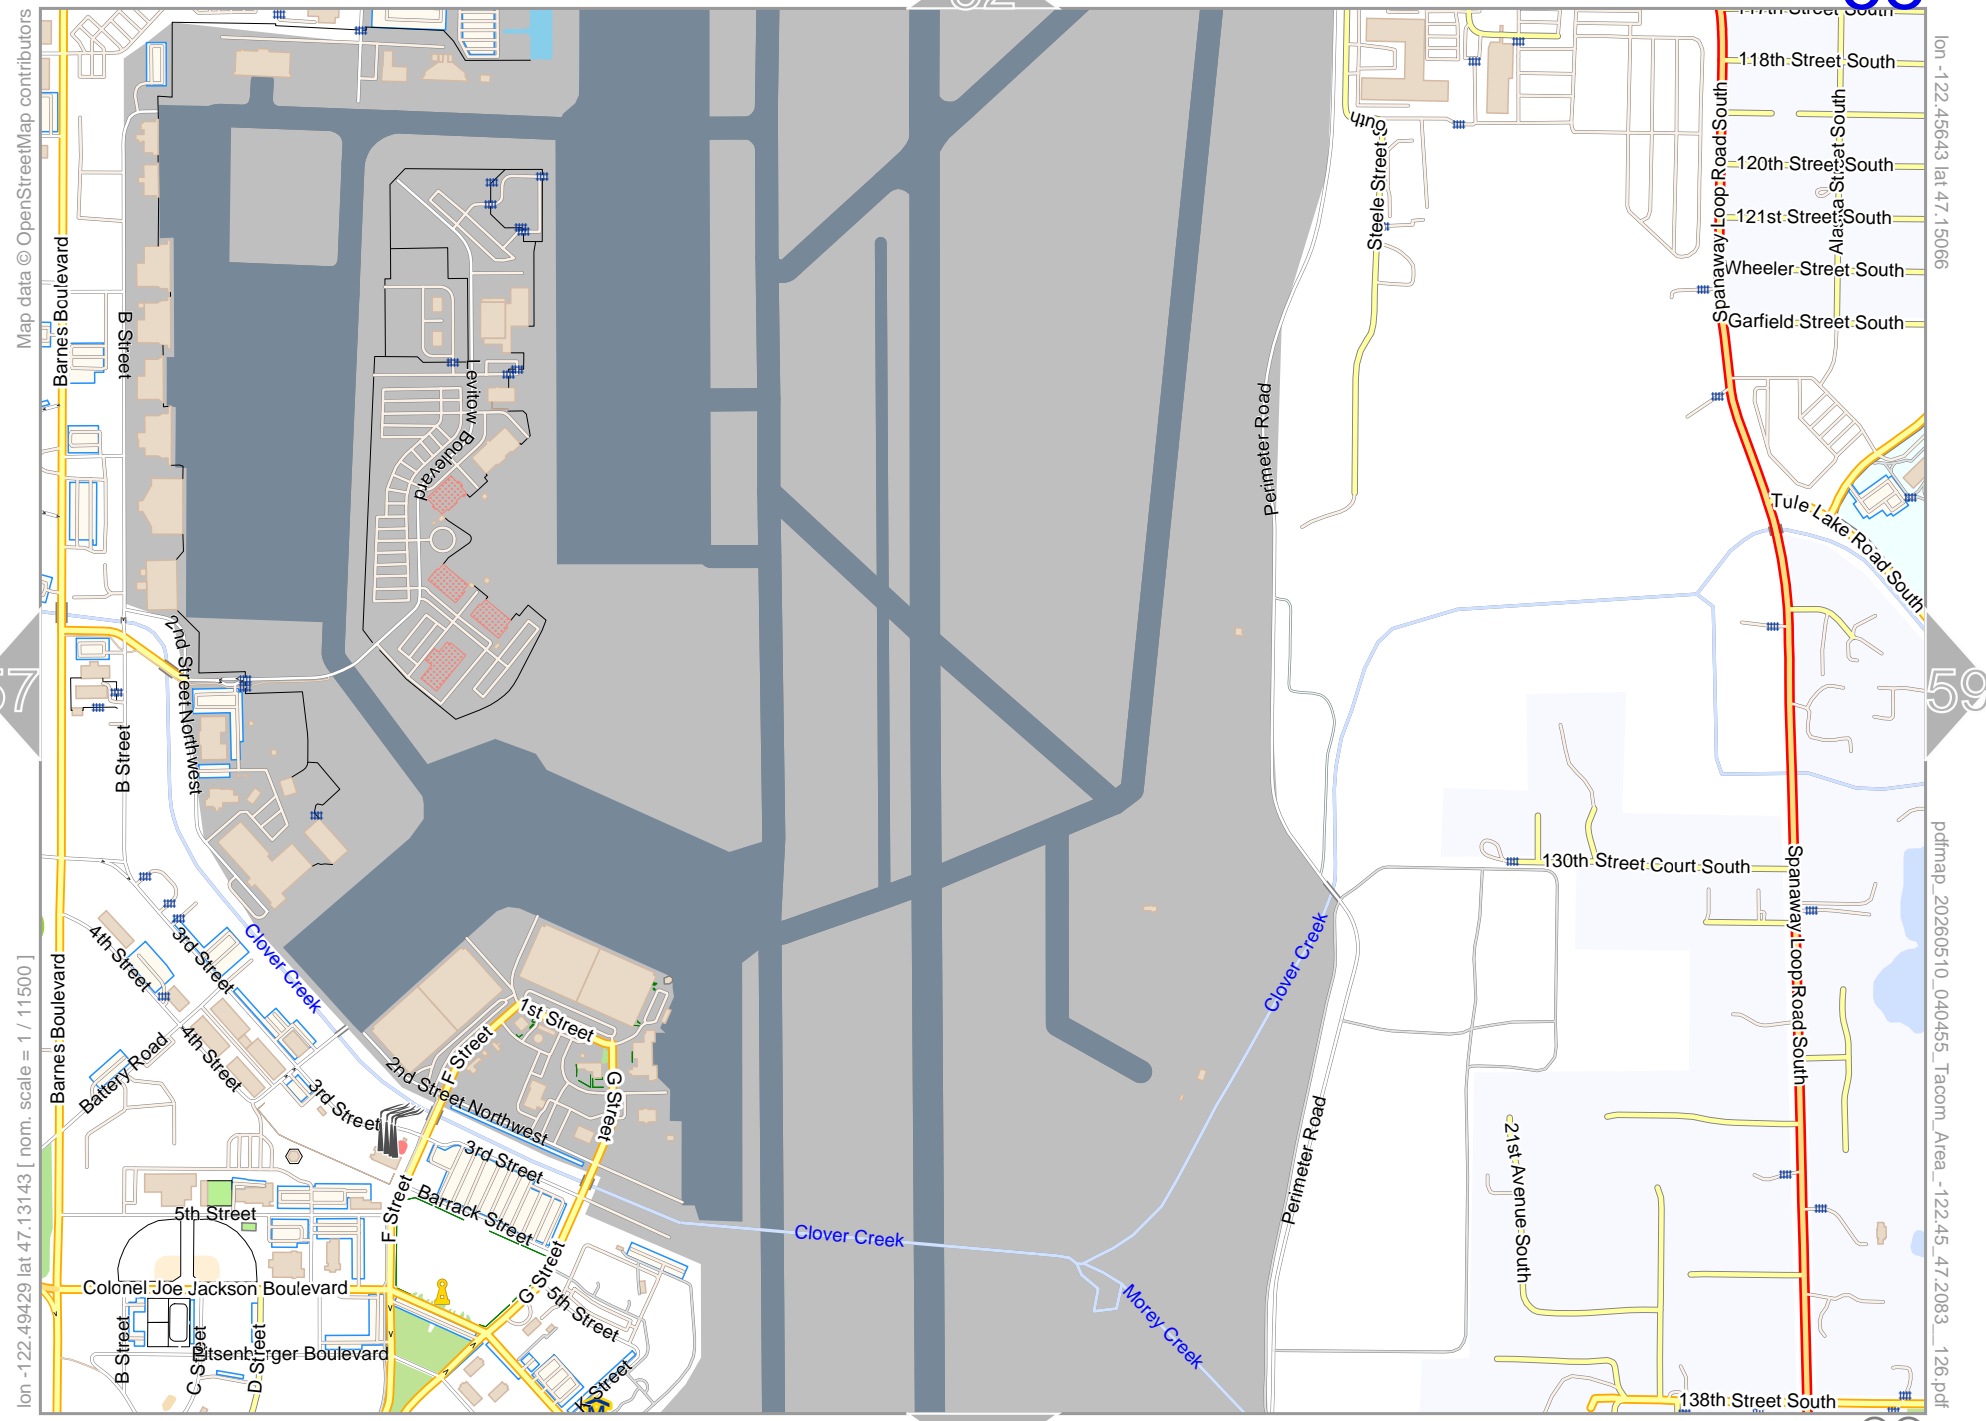 118th Street South
120th Street South
121st Street South
Wheeler Street South
Garfield Street South
Alaska Street South
Spanaway Loop Road South
Steele Street South
Barnes Boulevard
B Street
Perimeter Road
Tule Lake Road South
2nd Street Northwest
B Street
59
130th Street Court South
Spanaway Loop Road South
Clover Creek
Clover Creek
4th Street
3rd Street
Barnes Boulevard
Battery Road
4th Street
3rd Street
1st Street
F Street
G Street
2nd Street Northwest
3rd Street
Barrack Street
F Street
G Street
5th Street
5th Street
Clover Creek
Morey Creek
Perimeter Road
21st Avenue South
Colonel Joe Jackson Boulevard
B Street
C Street
D Street
K Street
138th Street South
Map data © OpenStreetMap contributors
lon -122.49429 lat 47.13143 [ nom. scale = 1 / 11500 ]
lon -122.45643 lat 47.15066
pdfmap_20260510_040455_Tacom_Area_-122.45_47.2083__126.pdf